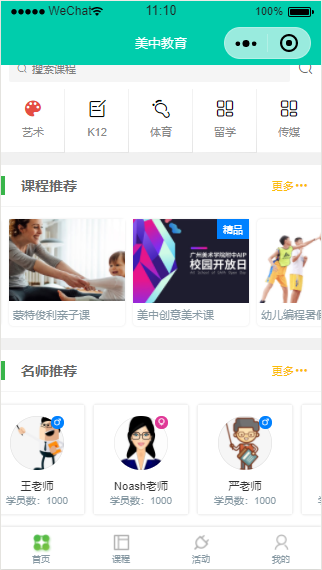 WeChat 11:10 100%
美中教育
搜索课程
艺术 K12 体育 留学 传媒
课程推荐 更多
精品
广州美术学院附中AIP
校园开放日
蒙特俊利亲子课 美中创意美术课 幼儿编程暑假
名师推荐 更多
王老师 Noash老师 严老师
学员数：1000 学员数：1000 学员数：1000
首页 课程 活动 我的